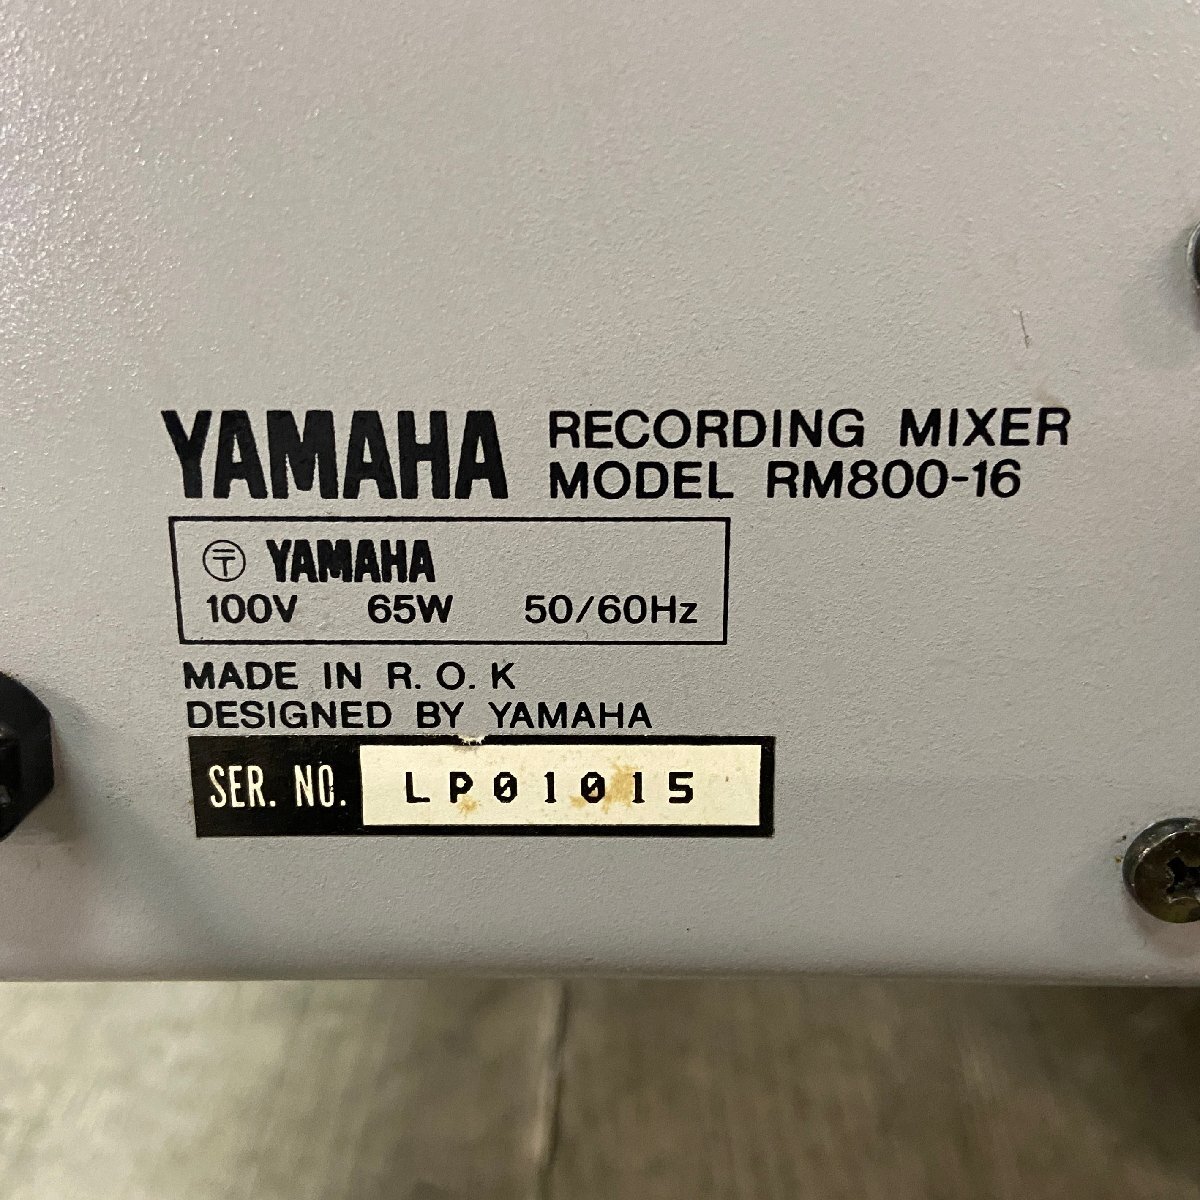 YAMAHA RECORDING MIXER
MODEL RM800-16
〶 YAMAHA
100V 65W 50/60Hz
MADE IN R. O. K
DESIGNED BY YAMAHA
SER. NO. LP01015